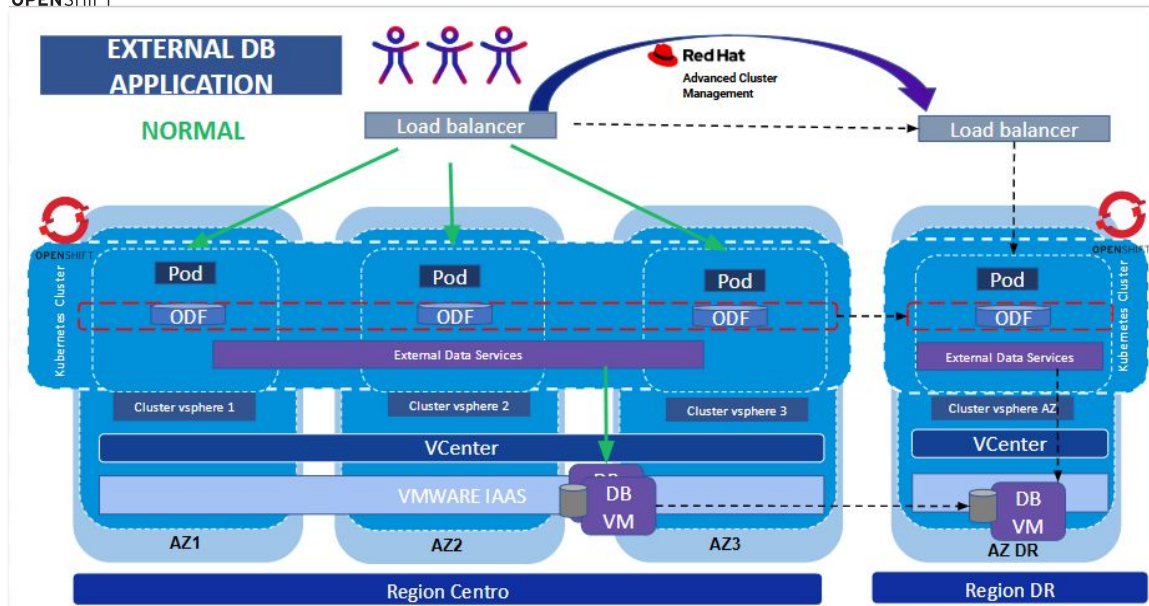 OPENSHIFT
EXTERNAL DB
APPLICATION
NORMAL
Red Hat
Advanced Cluster
Management
Load balancer
Load balancer
OPENSHIFT
OPENSHIFT
Kubernetes Cluster
Pod
Pod
Pod
Pod
Kubernetes Cluster
ODF
ODF
ODF
ODF
External Data Services
External Data Services
Cluster vsphere 1
Cluster vsphere 2
Cluster vsphere 3
Cluster vsphere AZ
VCenter
VCenter
VMWARE IAAS
DB
DB
VM
DB
VM
AZ1
AZ2
AZ3
AZ DR
Region Centro
Region DR